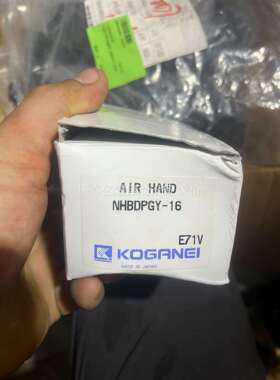 AIR HAND
NHBDPGY-16
E71V
KOGANEI
MADE IN JAPAN